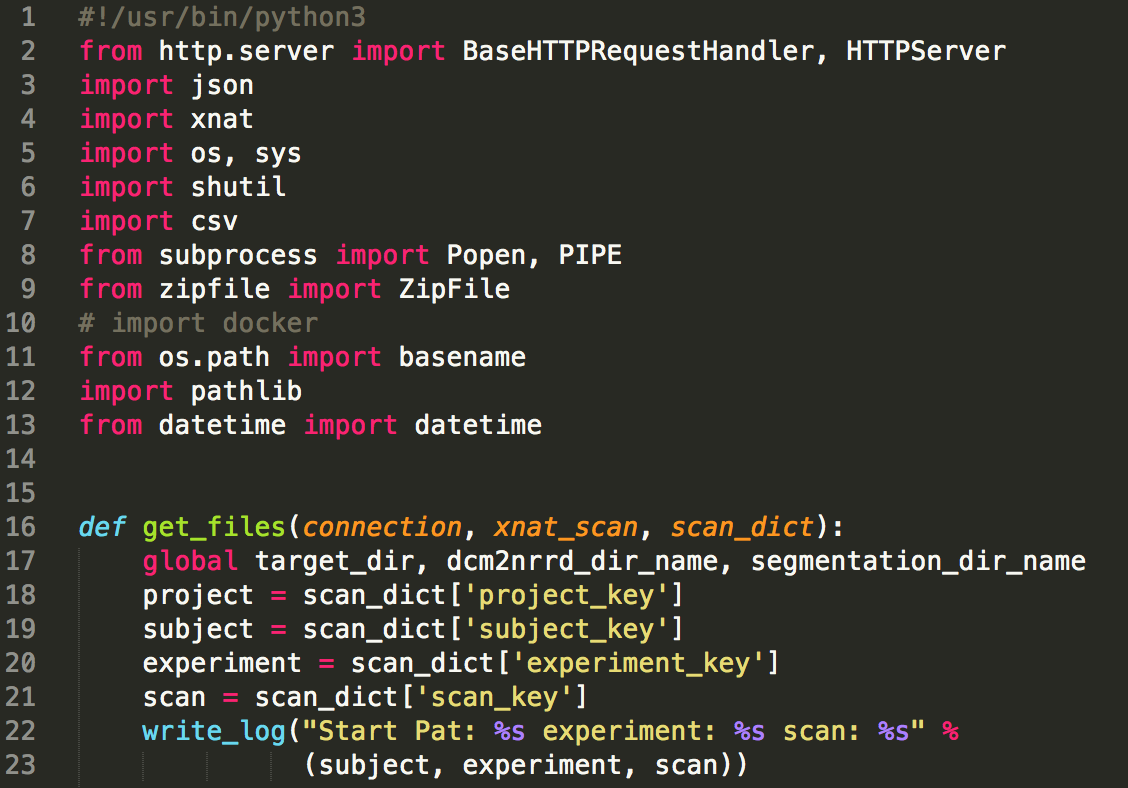 1 #!/usr/bin/python3
2 from http.server import BaseHTTPRequestHandler, HTTPServer
3 import json
4 import xnat
5 import os, sys
6 import shutil
7 import csv
8 from subprocess import Popen, PIPE
9 from zipfile import ZipFile
10 # import docker
11 from os.path import basename
12 import pathlib
13 from datetime import datetime
14
15
16 def get_files(connection, xnat_scan, scan_dict):
17     global target_dir, dcm2nrrd_dir_name, segmentation_dir_name
18     project = scan_dict['project_key']
19     subject = scan_dict['subject_key']
20     experiment = scan_dict['experiment_key']
21     scan = scan_dict['scan_key']
22     write_log("Start Pat: %s experiment: %s scan: %s" %
23               (subject, experiment, scan))